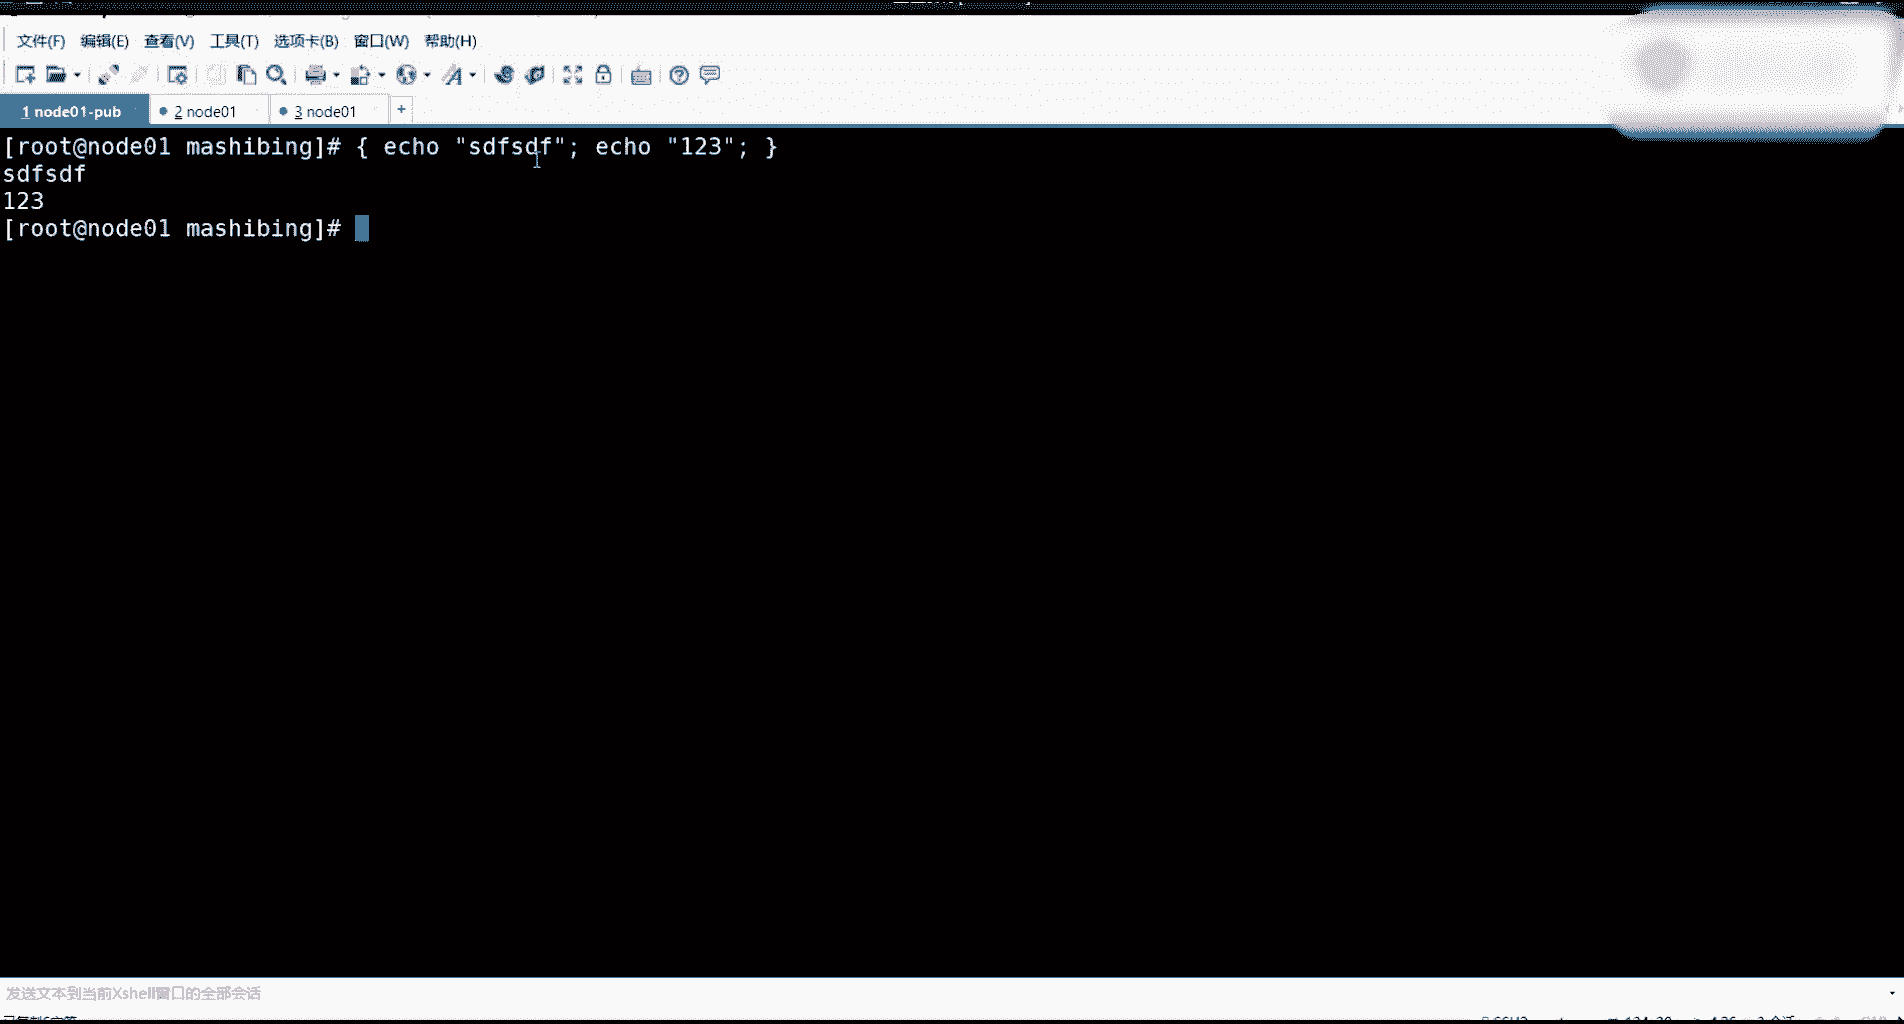 文件(F) 编辑(E) 查看(V) 工具(T) 选项卡(B) 窗口(W) 帮助(H)
1 node01-pub 2 node01 3 node01 +
[root@node01 mashibing]# { echo "sdfsdf"; echo "123"; }
sdfsdf
123
[root@node01 mashibing]#
发送文本到当前Xshell窗口的全部会话